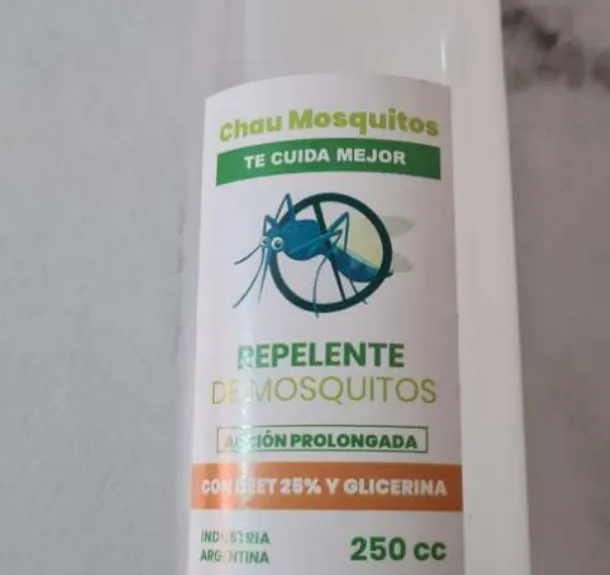 Chau Mosquitos
TE CUIDA MEJOR
REPELENTE
DE MOSQUITOS
ACCIÓN PROLONGADA
CON DEET 25% Y GLICERINA
INDUSTRIA
ARGENTINA
250 cc